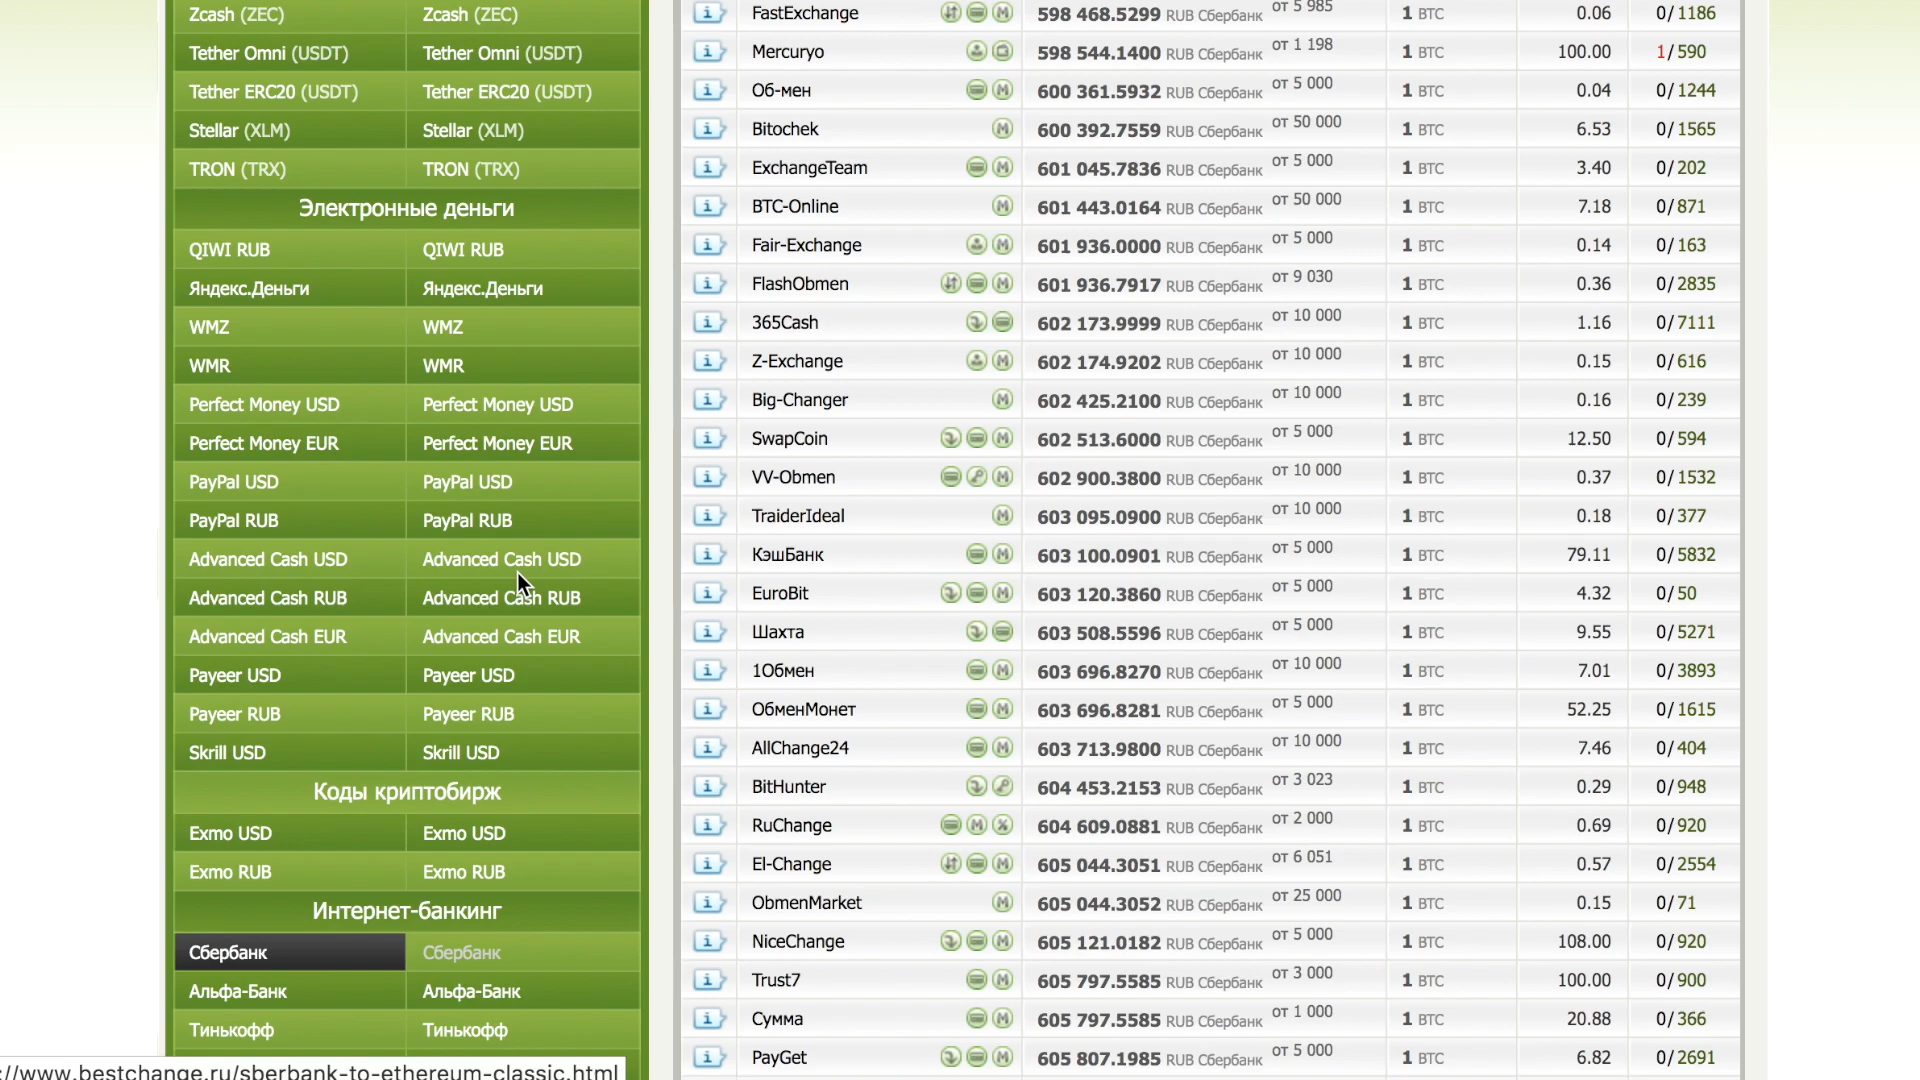 Zcash (ZEC) Zcash (ZEC)
Tether Omni (USDT) Tether Omni (USDT)
Tether ERC20 (USDT) Tether ERC20 (USDT)
Stellar (XLM) Stellar (XLM)
TRON (TRX) TRON (TRX)
Электронные деньги
QIWI RUB QIWI RUB
Яндекс.Деньги Яндекс.Деньги
WMZ WMZ
WMR WMR
Perfect Money USD Perfect Money USD
Perfect Money EUR Perfect Money EUR
PayPal USD PayPal USD
PayPal RUB PayPal RUB
Advanced Cash USD Advanced Cash USD
Advanced Cash RUB Advanced Cash RUB
Advanced Cash EUR Advanced Cash EUR
Payeer USD Payeer USD
Payeer RUB Payeer RUB
Skrill USD Skrill USD
Коды криптобирж
Exmo USD Exmo USD
Exmo RUB Exmo RUB
Интернет-банкинг
Сбербанк Сбербанк
Альфа-Банк Альфа-Банк
Тинькофф Тинькофф
://www.bestchange.ru/sberbank-to-ethereum-classic.html
FastExchange 598 468.5299 RUB Сбербанк от 5 985 1 BTC 0.06 0/1186
Mercuryo 598 544.1400 RUB Сбербанк от 1 198 1 BTC 100.00 1/590
Об-мен 600 361.5932 RUB Сбербанк от 5 000 1 BTC 0.04 0/1244
Bitochek 600 392.7559 RUB Сбербанк от 50 000 1 BTC 6.53 0/1565
ExchangeTeam 601 045.7836 RUB Сбербанк от 5 000 1 BTC 3.40 0/202
BTC-Online 601 443.0164 RUB Сбербанк от 50 000 1 BTC 7.18 0/871
Fair-Exchange 601 936.0000 RUB Сбербанк от 5 000 1 BTC 0.14 0/163
FlashObmen 601 936.7917 RUB Сбербанк от 9 030 1 BTC 0.36 0/2835
365Cash 602 173.9999 RUB Сбербанк от 10 000 1 BTC 1.16 0/7111
Z-Exchange 602 174.9202 RUB Сбербанк от 10 000 1 BTC 0.15 0/616
Big-Changer 602 425.2100 RUB Сбербанк от 10 000 1 BTC 0.16 0/239
SwapCoin 602 513.6000 RUB Сбербанк от 5 000 1 BTC 12.50 0/594
VV-Obmen 602 900.3800 RUB Сбербанк от 10 000 1 BTC 0.37 0/1532
TraiderIdeal 603 095.0900 RUB Сбербанк от 10 000 1 BTC 0.18 0/377
КэшБанк 603 100.0901 RUB Сбербанк от 5 000 1 BTC 79.11 0/5832
EuroBit 603 120.3860 RUB Сбербанк от 5 000 1 BTC 4.32 0/50
Шахта 603 508.5596 RUB Сбербанк от 5 000 1 BTC 9.55 0/5271
1Обмен 603 696.8270 RUB Сбербанк от 10 000 1 BTC 7.01 0/3893
ОбменМонет 603 696.8281 RUB Сбербанк от 5 000 1 BTC 52.25 0/1615
AllChange24 603 713.9800 RUB Сбербанк от 10 000 1 BTC 7.46 0/404
BitHunter 604 453.2153 RUB Сбербанк от 3 023 1 BTC 0.29 0/948
RuChange 604 609.0881 RUB Сбербанк от 2 000 1 BTC 0.69 0/920
El-Change 605 044.3051 RUB Сбербанк от 6 051 1 BTC 0.57 0/2554
ObmenMarket 605 044.3052 RUB Сбербанк от 25 000 1 BTC 0.15 0/71
NiceChange 605 121.0182 RUB Сбербанк от 5 000 1 BTC 108.00 0/920
Trust7 605 797.5585 RUB Сбербанк от 3 000 1 BTC 100.00 0/900
Сумма 605 797.5585 RUB Сбербанк от 1 000 1 BTC 20.88 0/366
PayGet 605 807.1985 RUB Сбербанк от 5 000 1 BTC 6.82 0/2691